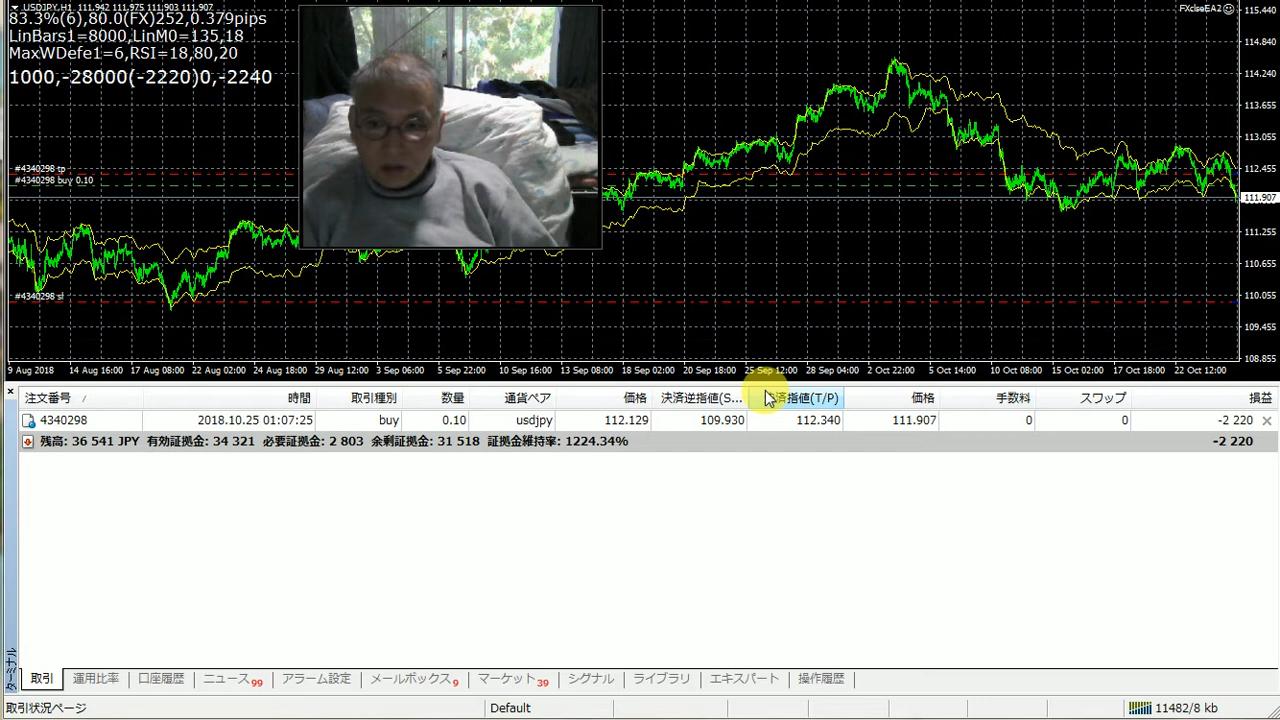 USDJPY,H1 111.942 111.975 111.903 111.907
FXclseEA2
83.3%(6),80.0(FX)252,0.379pips
LinBars1=8000,LinM0=135,18
MaxWDefe1=6,RSI=18,80,20
1000,-28000(-2220)0,-2240
115.440
114.840
114.240
113.655
113.055
112.455
111.907
111.255
110.655
110.055
109.455
108.855
#4340298 tp
#4340298 buy 0.10
#4340298 sl
9 Aug 2018 14 Aug 16:00 17 Aug 08:00 22 Aug 00:00 24 Aug 18:00 29 Aug 12:00 3 Sep 06:00 5 Sep 22:00 10 Sep 16:00 13 Sep 08:00 18 Sep 02:00 20 Sep 18:00 25 Sep 12:00 28 Sep 04:00 2 Oct 22:00 5 Oct 14:00 10 Oct 08:00 15 Oct 02:00 17 Oct 18:00 22 Oct 12:00
注文番号 / 時間 取引種別 数量 通貨ペア 価格 決済逆指値(S... 済指値(T/P) 価格 手数料 スワップ 損益
4340298 2018.10.25 01:07:25 buy 0.10 usdjpy 112.129 109.930 112.340 111.907 0 0 -2 220
残高: 36 541 JPY 有効証拠金: 34 321 必要証拠金: 2 803 余剰証拠金: 31 518 証拠金維持率: 1224.34% -2 220
ターミナル
取引 運用比率 口座履歴 ニュース99 アラーム設定 メールボックス9 マーケット39 シグナル ライブラリ エキスパート 操作履歴
取引状況ページ Default 11482/8 kb